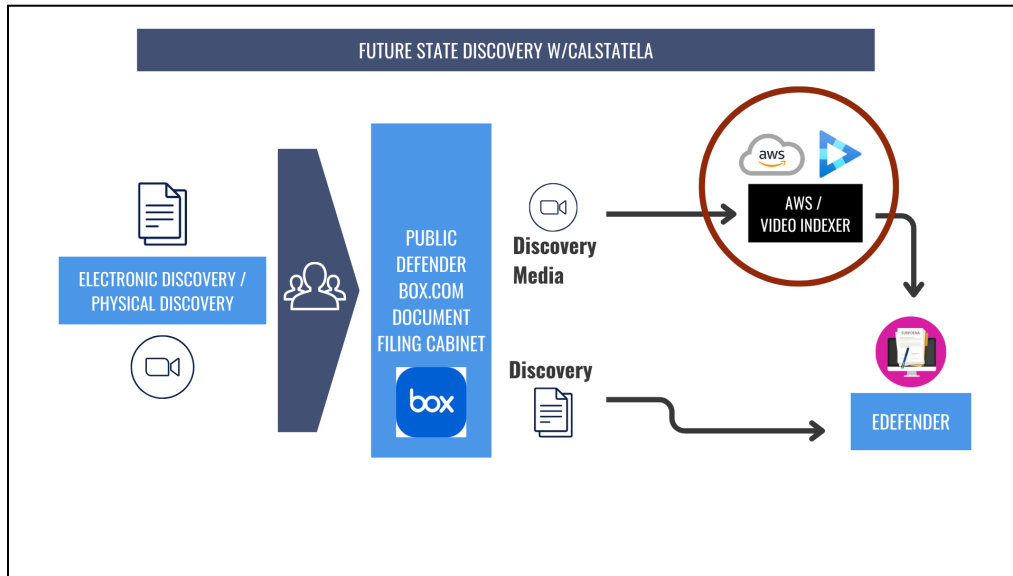 FUTURE STATE DISCOVERY W/CALSTATELA
ELECTRONIC DISCOVERY /
PHYSICAL DISCOVERY
PUBLIC
DEFENDER
BOX.COM
DOCUMENT
FILING CABINET
box
Discovery
Media
Discovery
aws
AWS /
VIDEO INDEXER
EDEFENDER